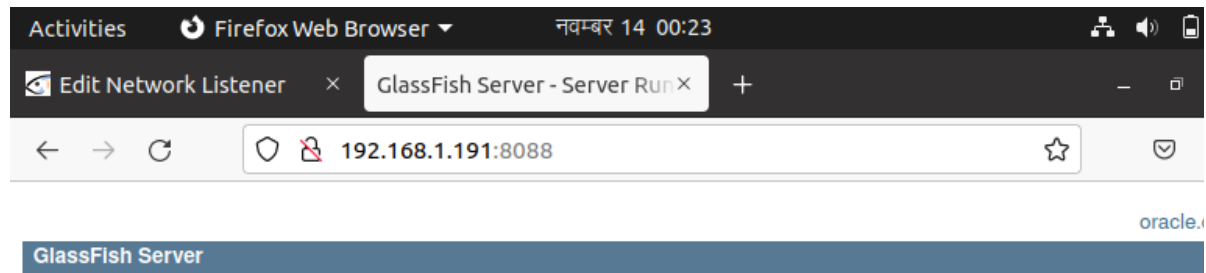 Activities Firefox Web Browser नवम्बर 14 00:23
Edit Network Listener × GlassFish Server - Server Run × +
192.168.1.191:8088
oracle.
GlassFish Server